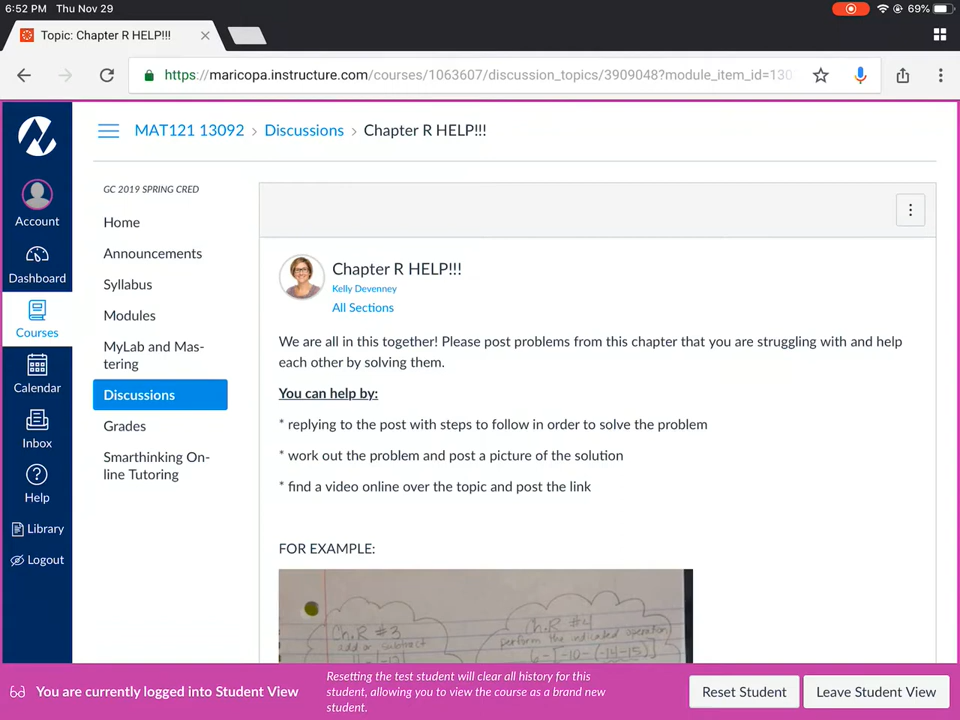 6:52 PM Thu Nov 29
69%
Topic: Chapter R HELP!!!
https://maricopa.instructure.com/courses/1063607/discussion_topics/3909048?module_item_id=130
MAT121 13092 > Discussions > Chapter R HELP!!!
GC 2019 SPRING CRED
Home
Announcements
Syllabus
Modules
MyLab and Mas-
tering
Discussions
Grades
Smarthinking On-
line Tutoring
Account
Dashboard
Courses
Calendar
Inbox
Help
Library
Logout
Chapter R HELP!!!
Kelly Devenney
All Sections
We are all in this together! Please post problems from this chapter that you are struggling with and help
each other by solving them.
You can help by:
* replying to the post with steps to follow in order to solve the problem
* work out the problem and post a picture of the solution
* find a video online over the topic and post the link
FOR EXAMPLE:
Ch.R #3
add or subtract
Ch.R #4
perform the indicated operation
6-[-10-(-14-15)]
You are currently logged into Student View
Resetting the test student will clear all history for this
student, allowing you to view the course as a brand new
student.
Reset Student
Leave Student View